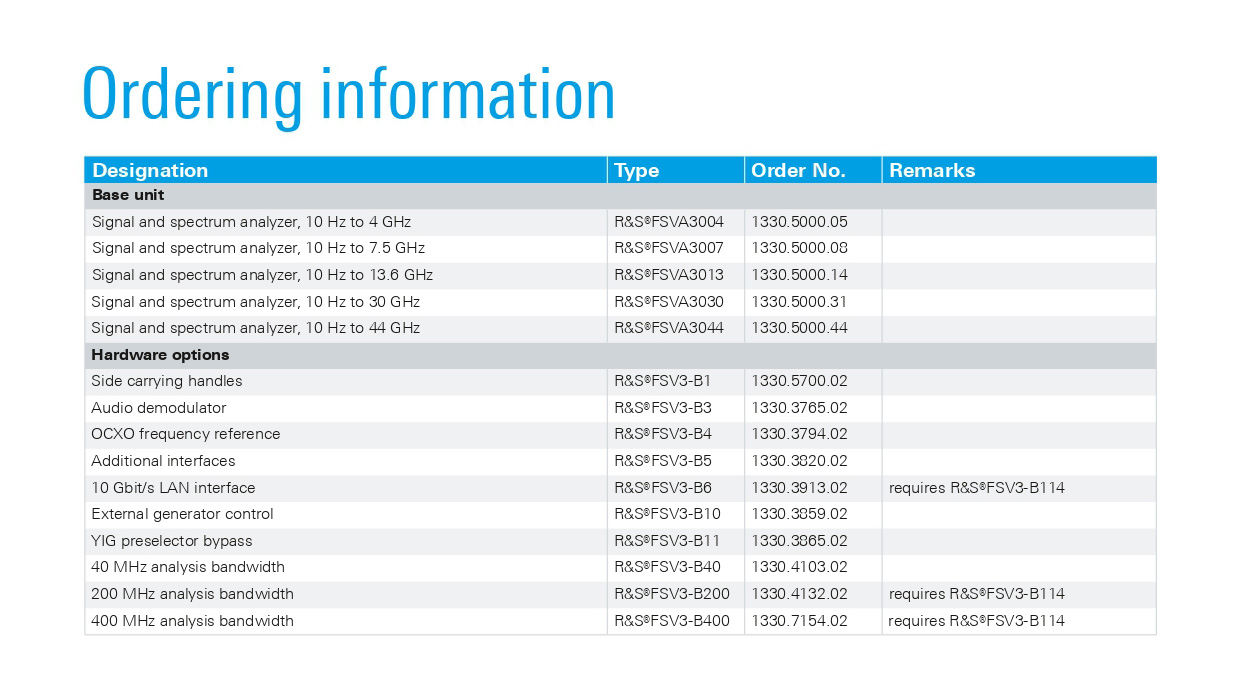 Ordering information
Designation Type Order No. Remarks
Base unit
Signal and spectrum analyzer, 10 Hz to 4 GHz R&S®FSVA3004 1330.5000.05
Signal and spectrum analyzer, 10 Hz to 7.5 GHz R&S®FSVA3007 1330.5000.08
Signal and spectrum analyzer, 10 Hz to 13.6 GHz R&S®FSVA3013 1330.5000.14
Signal and spectrum analyzer, 10 Hz to 30 GHz R&S®FSVA3030 1330.5000.31
Signal and spectrum analyzer, 10 Hz to 44 GHz R&S®FSVA3044 1330.5000.44
Hardware options
Side carrying handles R&S®FSV3-B1 1330.5700.02
Audio demodulator R&S®FSV3-B3 1330.3765.02
OCXO frequency reference R&S®FSV3-B4 1330.3794.02
Additional interfaces R&S®FSV3-B5 1330.3820.02
10 Gbit/s LAN interface R&S®FSV3-B6 1330.3913.02 requires R&S®FSV3-B114
External generator control R&S®FSV3-B10 1330.3859.02
YIG preselector bypass R&S®FSV3-B11 1330.3865.02
40 MHz analysis bandwidth R&S®FSV3-B40 1330.4103.02
200 MHz analysis bandwidth R&S®FSV3-B200 1330.4132.02 requires R&S®FSV3-B114
400 MHz analysis bandwidth R&S®FSV3-B400 1330.7154.02 requires R&S®FSV3-B114